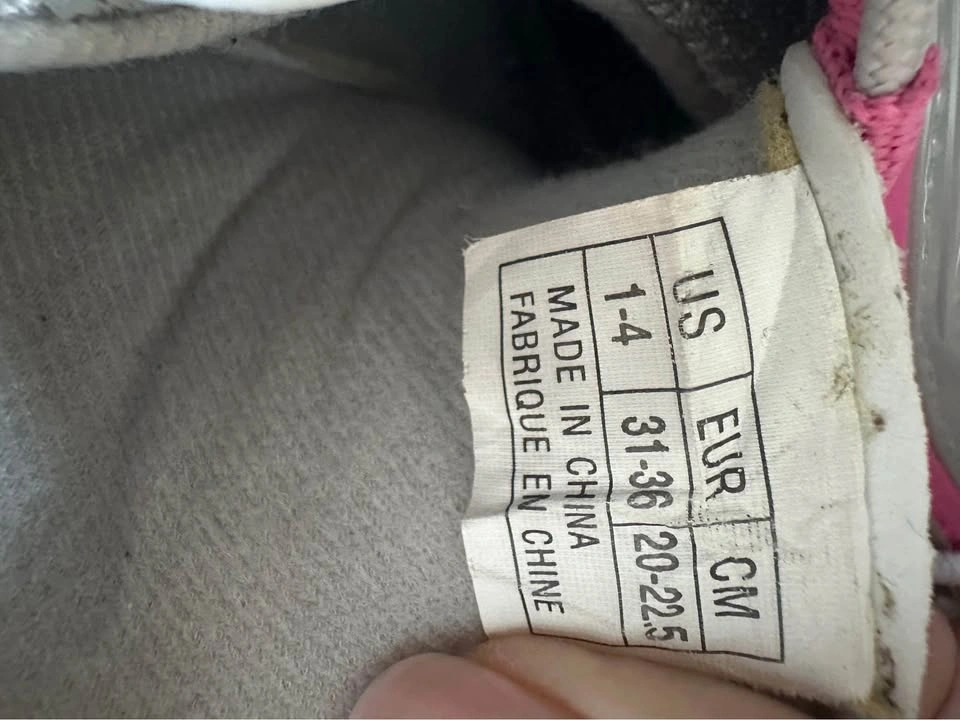 US EUR CM
1-4 31-36 20-22.5
MADE IN CHINA
FABRIQUE EN CHINE